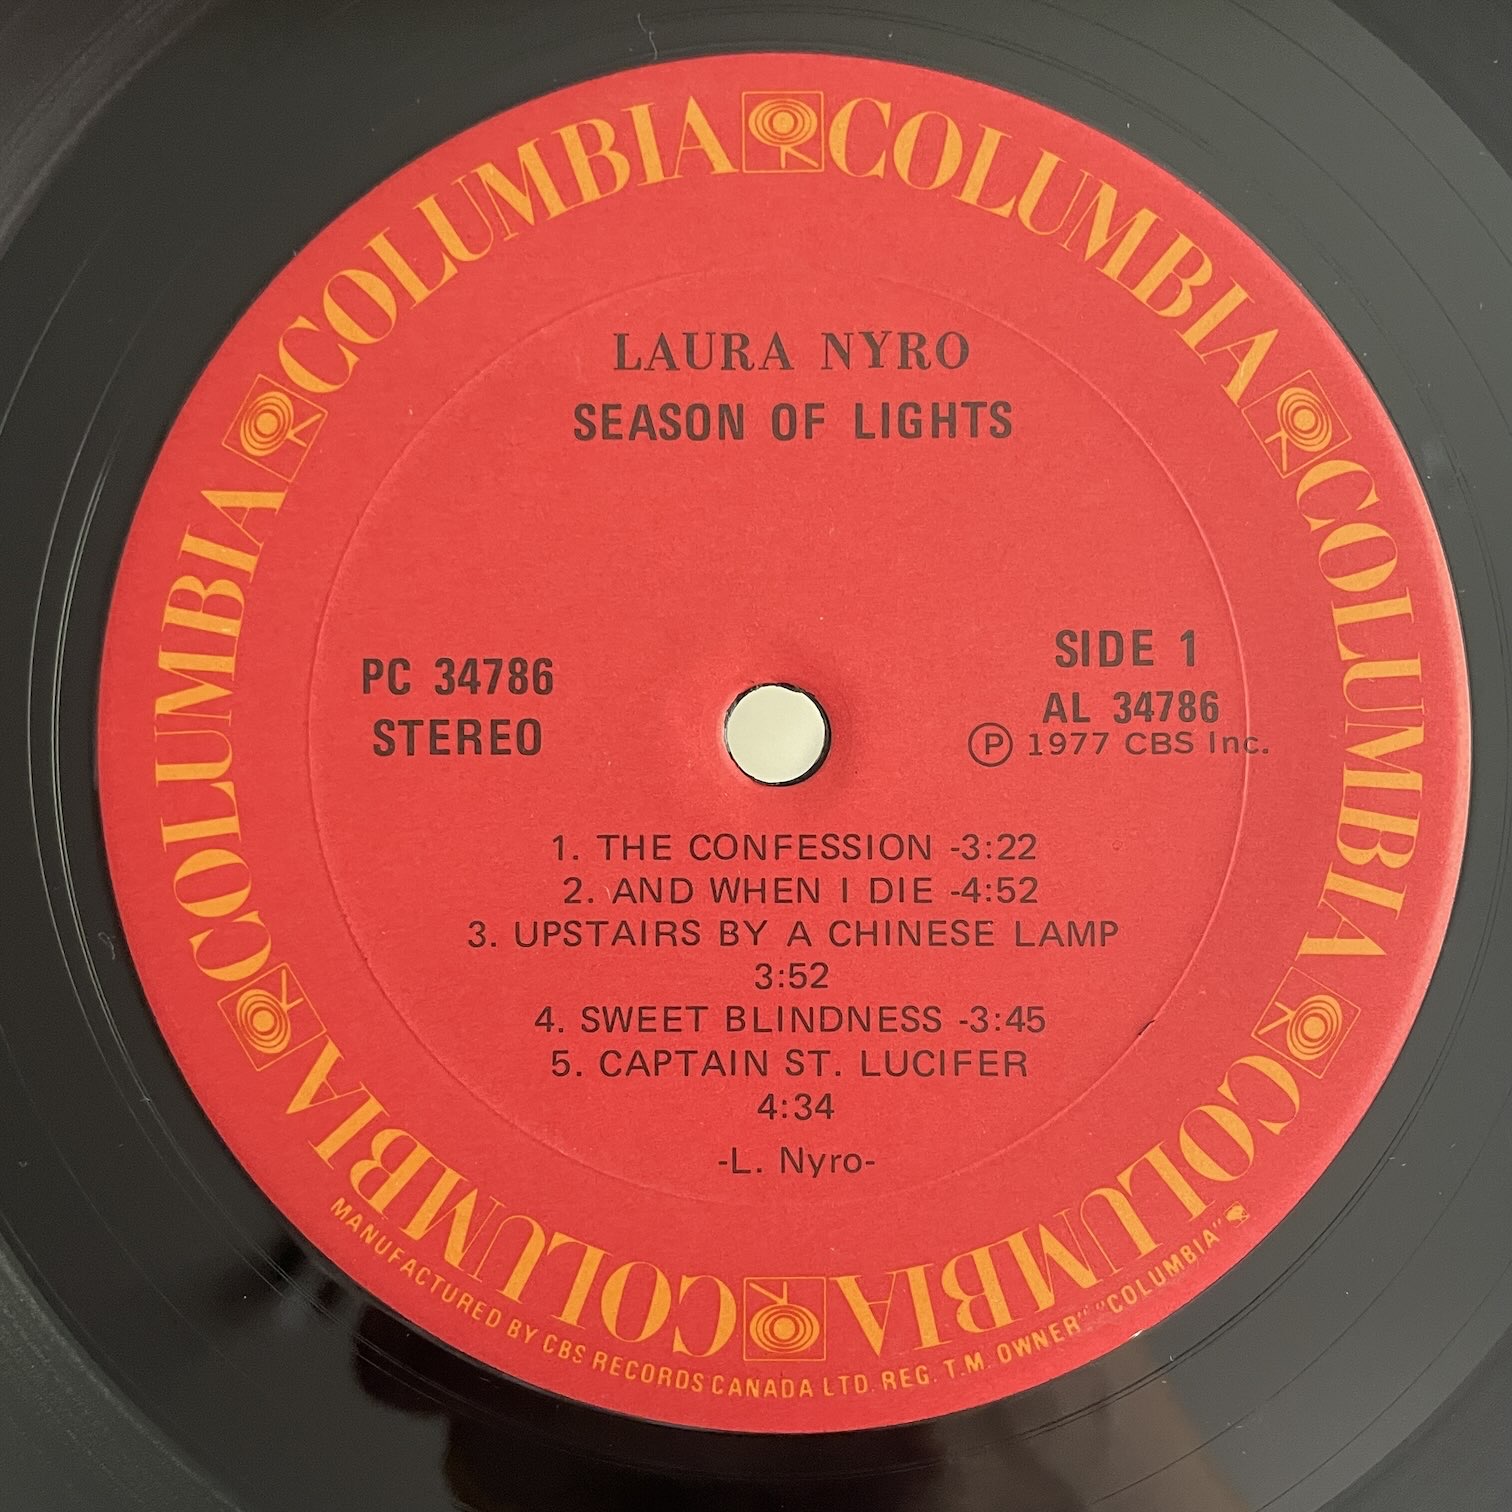 COLUMBIA COLUMBIA COLUMBIA COLUMBIA COLUMBIA COLUMBIA
LAURA NYRO
SEASON OF LIGHTS
PC 34786
STEREO
SIDE 1
AL 34786
Ⓟ 1977 CBS Inc.
1. THE CONFESSION -3:22
2. AND WHEN I DIE -4:52
3. UPSTAIRS BY A CHINESE LAMP
3:52
4. SWEET BLINDNESS -3:45
5. CAPTAIN ST. LUCIFER
4:34
-L. Nyro-
MANUFACTURED BY CBS RECORDS CANADA LTD. REG. T.M. OWNER "COLUMBIA"